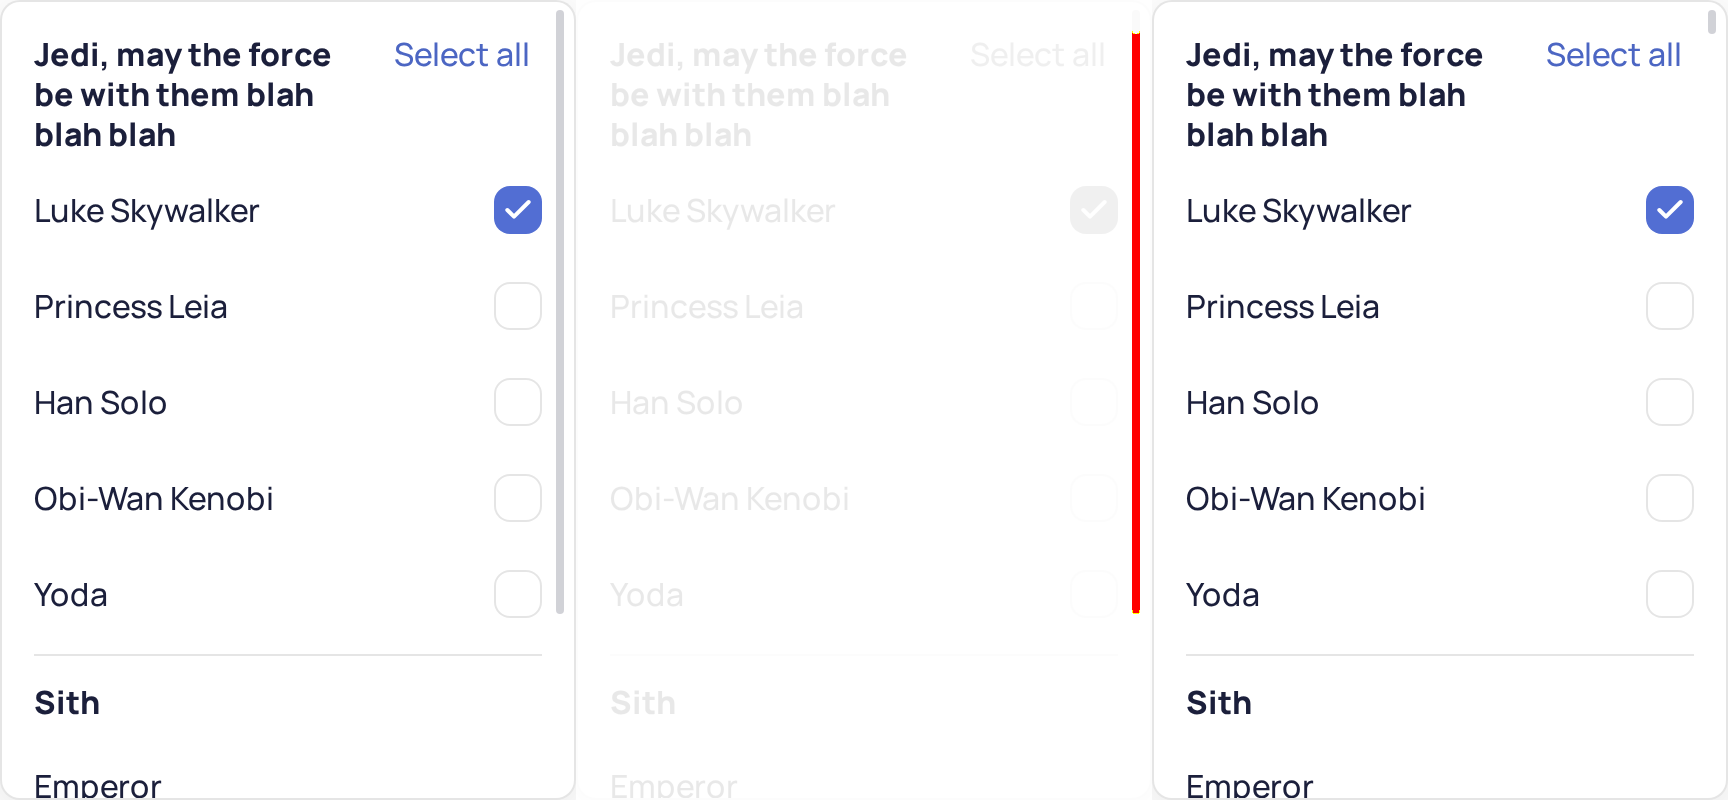 Jedi, may the force Select all
be with them blah
blah blah
Luke Skywalker
Princess Leia
Han Solo
Obi-Wan Kenobi
Yoda
Sith
Emperor
Jedi, may the force Select all
be with them blah
blah blah
Luke Skywalker
Princess Leia
Han Solo
Obi-Wan Kenobi
Yoda
Sith
Emperor
Jedi, may the force Select all
be with them blah
blah blah
Luke Skywalker
Princess Leia
Han Solo
Obi-Wan Kenobi
Yoda
Sith
Emperor